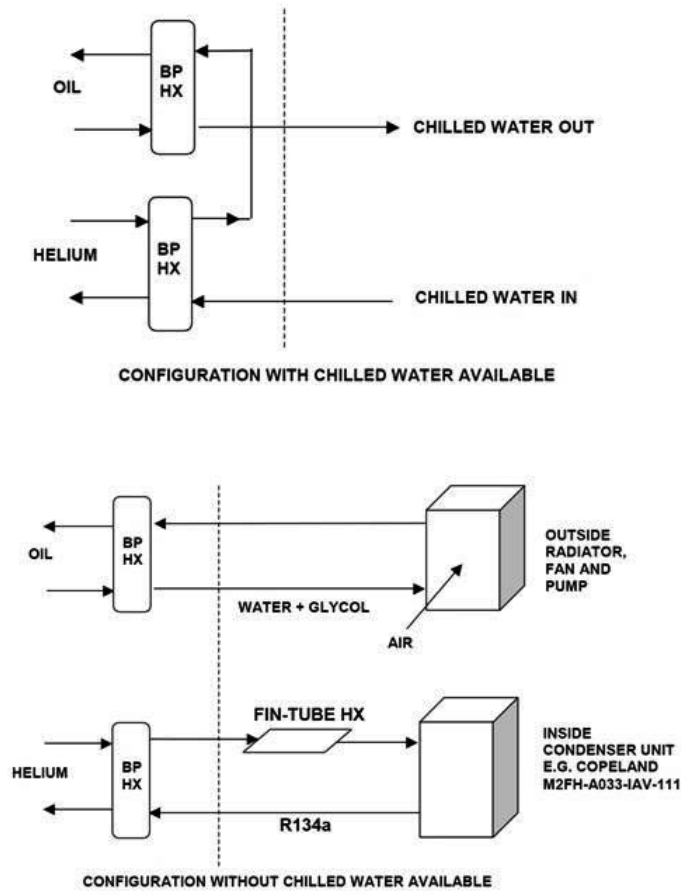 BP
HX
OIL
CHILLED WATER OUT
BP
HX
HELIUM
CHILLED WATER IN
CONFIGURATION WITH CHILLED WATER AVAILABLE
BP
HX
OIL
WATER + GLYCOL
AIR
OUTSIDE
RADIATOR,
FAN AND
PUMP
FIN-TUBE HX
BP
HX
HELIUM
R134a
INSIDE
CONDENSER UNIT
E.G. COPELAND
M2FH-A033-IAV-111
CONFIGURATION WITHOUT CHILLED WATER AVAILABLE